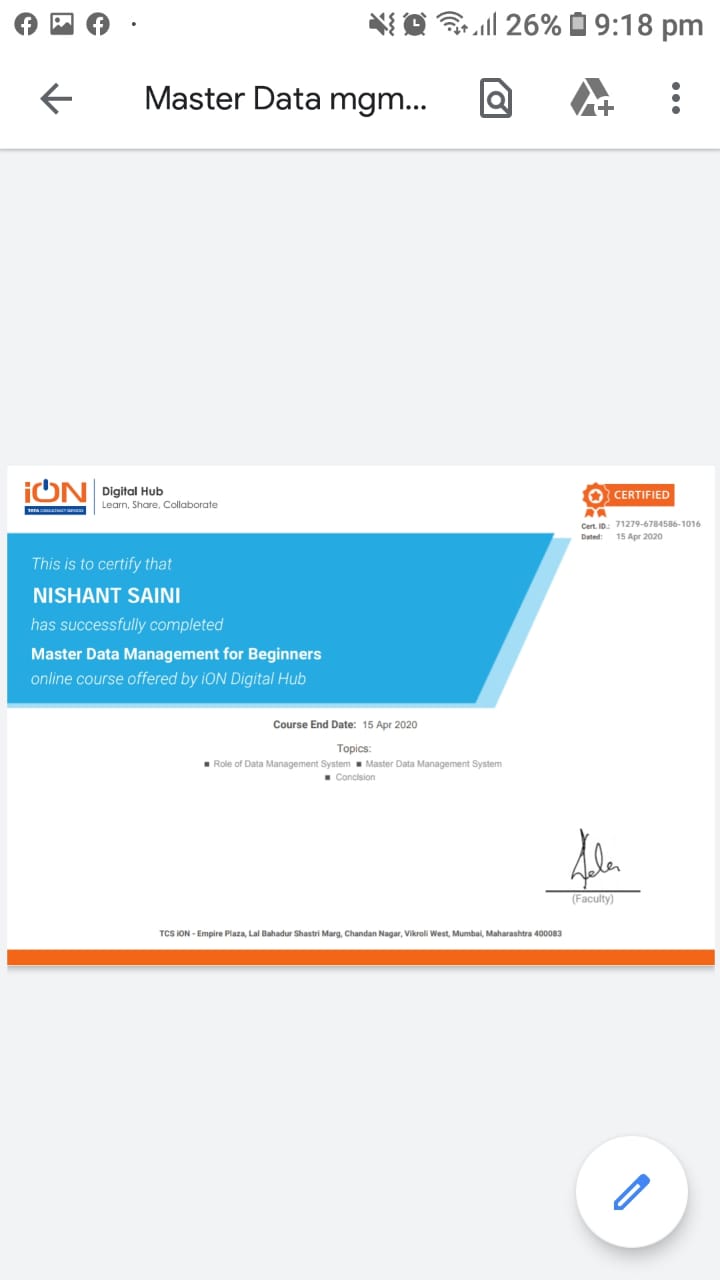 26% 9:18 pm
Master Data mgm...
iON
TATA CONSULTANCY SERVICES
Digital Hub
Learn, Share, Collaborate
CERTIFIED
Cert. ID.: 71279-6784586-1016
Dated: 15 Apr 2020
This is to certify that
NISHANT SAINI
has successfully completed
Master Data Management for Beginners
online course offered by iON Digital Hub
Course End Date: 15 Apr 2020
Topics:
▪ Role of Data Management System ▪ Master Data Management System
▪ Conclsion
(Faculty)
TCS iON - Empire Plaza, Lal Bahadur Shastri Marg, Chandan Nagar, Vikroli West, Mumbai, Maharashtra 400083